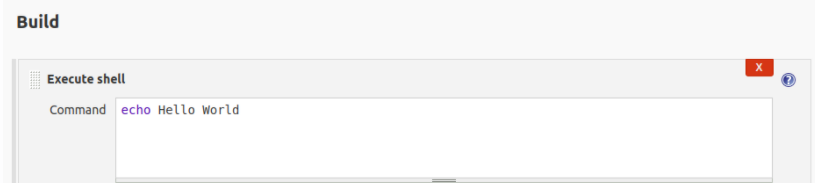 Build
X
Execute shell
?
Command
echo Hello World